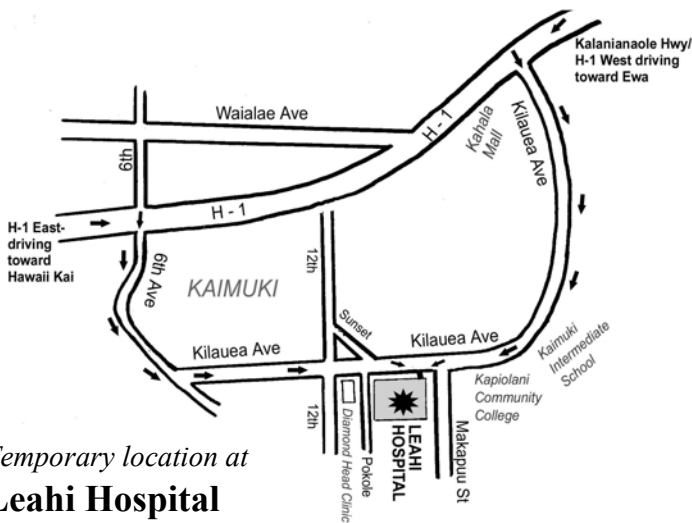 Kalanianaole Hwy/
H-1 West driving
toward Ewa
Waialae Ave
H - 1
Kahala
Mall
Kilauea Ave
6th
H - 1
H-1 East-
driving
toward
Hawaii Kai
6th Ave
KAIMUKI
12th
Sunset
Kilauea Ave
Kilauea Ave
Kaimuki
Intermediate
School
Kapiolani
Community
College
12th
Diamond Head Clinic
Pokole
LEAHI
HOSPITAL
Makapuu St
emporary location at
Leahi Hospital